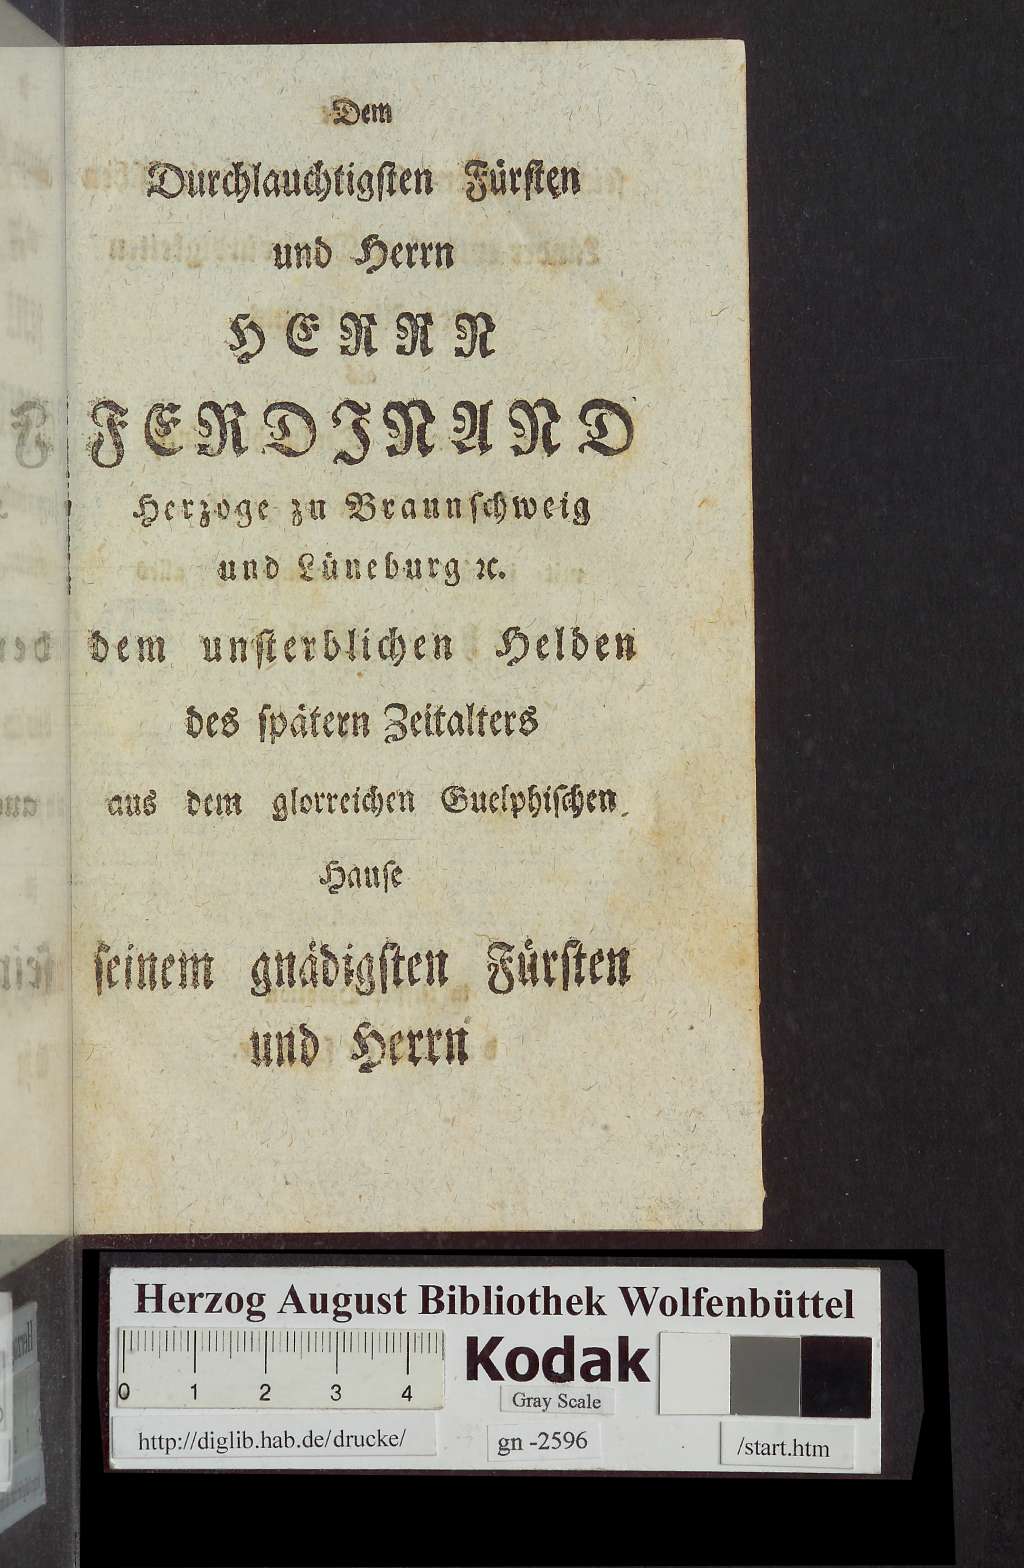 Dem
Durchlauchtigſten Fürſten
und Herrn
HERRN
FERDINAND
Herzoge zu Braunſchweig
und Lüneburg ꝛc.
dem unſterblichen Helden
des ſpätern Zeitalters
aus dem glorreichen Guelphiſchen
Hauſe
ſeinem gnädigſten Fürſten
und Herrn
Herzog August Bibliothek Wolfenbüttel
0 1 2 3 4
Kodak
Gray Scale
http://diglib.hab.de/drucke/
gn -2596
/start.htm